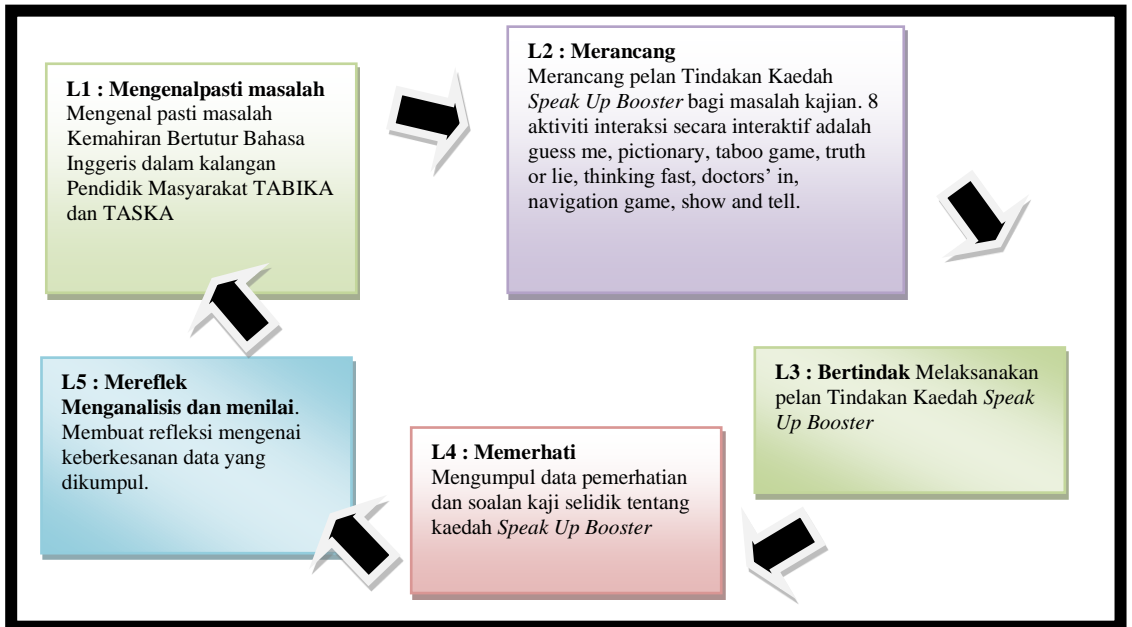 L1 : Mengenalpasti masalah
Mengenal pasti masalah
Kemahiran Bertutur Bahasa
Inggeris dalam kalangan
Pendidik Masyarakat TABIKA
dan TASKA
L2 : Merancang
Merancang pelan Tindakan Kaedah
Speak Up Booster bagi masalah kajian. 8
aktiviti interaksi secara interaktif adalah
guess me, pictionary, taboo game, truth
or lie, thinking fast, doctors’ in,
navigation game, show and tell.
L3 : Bertindak Melaksanakan
pelan Tindakan Kaedah Speak
Up Booster
L4 : Memerhati
Mengumpul data pemerhatian
dan soalan kaji selidik tentang
kaedah Speak Up Booster
L5 : Mereflek
Menganalisis dan menilai.
Membuat refleksi mengenai
keberkesanan data yang
dikumpul.